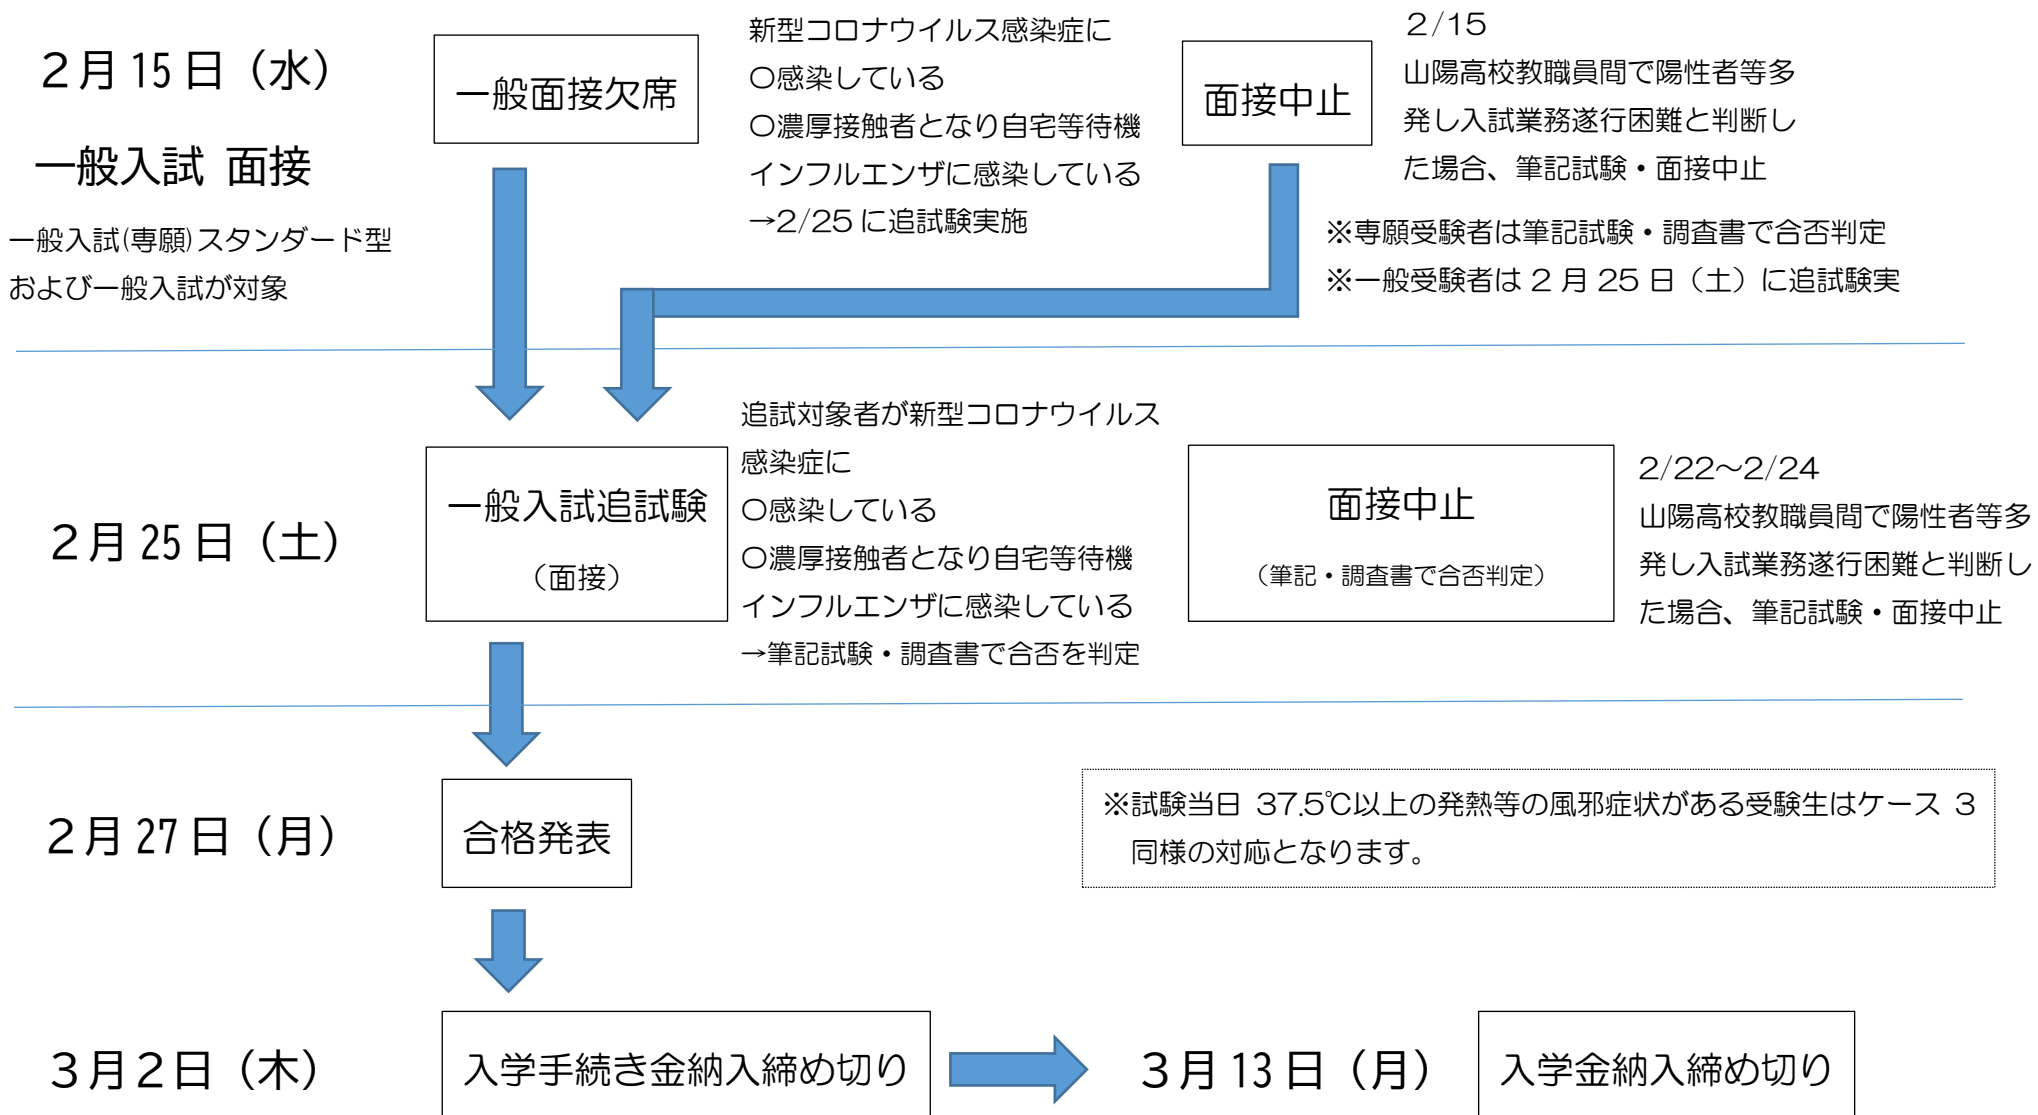 ２月15日（水）
一般入試 面接
一般入試(専願)スタンダード型
および一般入試が対象
一般面接欠席
新型コロナウイルス感染症に
〇感染している
〇濃厚接触者となり自宅等待機
インフルエンザに感染している
→2/25に追試験実施
面接中止
２/15
山陽高校教職員間で陽性者等多
発し入試業務遂行困難と判断し
た場合、筆記試験・面接中止
※専願受験者は筆記試験・調査書で合否判定
※一般受験者は 2 月 25 日（土）に追試験実
２月25日（土）
一般入試追試験
（面接）
追試対象者が新型コロナウイルス
感染症に
〇感染している
〇濃厚接触者となり自宅等待機
インフルエンザに感染している
→筆記試験・調査書で合否を判定
面接中止
（筆記・調査書で合否判定）
2/22～2/24
山陽高校教職員間で陽性者等多
発し入試業務遂行困難と判断し
た場合、筆記試験・面接中止
２月27日（月）
合格発表
※試験当日 37.5℃以上の発熱等の風邪症状がある受験生はケース 3
同様の対応となります。
３月２日（木）
入学手続き金納入締め切り
３月13日（月）
入学金納入締め切り